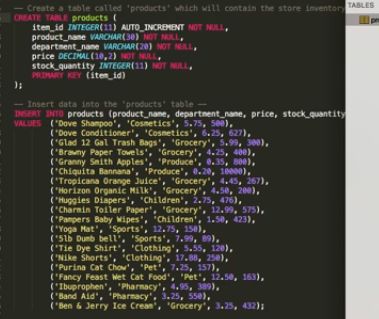 -- Create a table called 'products' which will contain the store inventory
CREATE TABLE products (
item_id INTEGER(11) AUTO_INCREMENT NOT NULL,
product_name VARCHAR(30) NOT NULL,
department_name VARCHAR(20) NOT NULL,
price DECIMAL(10,2) NOT NULL,
stock_quantity INTEGER(11) NOT NULL,
PRIMARY KEY (item_id)
);
-- Insert data into the 'products' table --
INSERT INTO products (product_name, department_name, price, stock_quantity
VALUES ('Dove Shampoo', 'Cosmetics', 5.75, 500),
('Dove Conditioner', 'Cosmetics', 6.25, 627),
('Glad 12 Gal Trash Bags', 'Grocery', 5.99, 300),
('Brawny Paper Towels', 'Grocery', 4.25, 400),
('Granny Smith Apples', 'Produce', 0.35, 800),
('Chiquita Bannana', 'Produce', 0.20, 10000),
('Tropicana Orange Juice', 'Grocery', 4.45, 267),
('Horizon Organic Milk', 'Grocery', 4.50, 200),
('Huggies Diapers', 'Children', 2.75, 476),
('Charmin Toiler Paper', 'Grocery', 12.99, 575),
('Pampers Baby Wipes', 'Children', 1.50, 423),
('Yoga Mat', 'Sports', 12.75, 150),
('5lb Dumb bell', 'Sports', 7.99, 89),
('Tie Dye Shirt', 'Clothing', 5.55, 120),
('Nike Shorts', 'Clothing', 17.88, 250),
('Purina Cat Chow', 'Pet', 7.25, 157),
('Fancy Feast Wet Cat Food', 'Pet', 12.50, 163),
('Ibuprophen', 'Pharmacy', 4.95, 389),
('Band Aid', 'Pharmacy', 3.25, 550),
('Ben & Jerry Ice Cream', 'Grocery', 3.25, 432);
TABLES